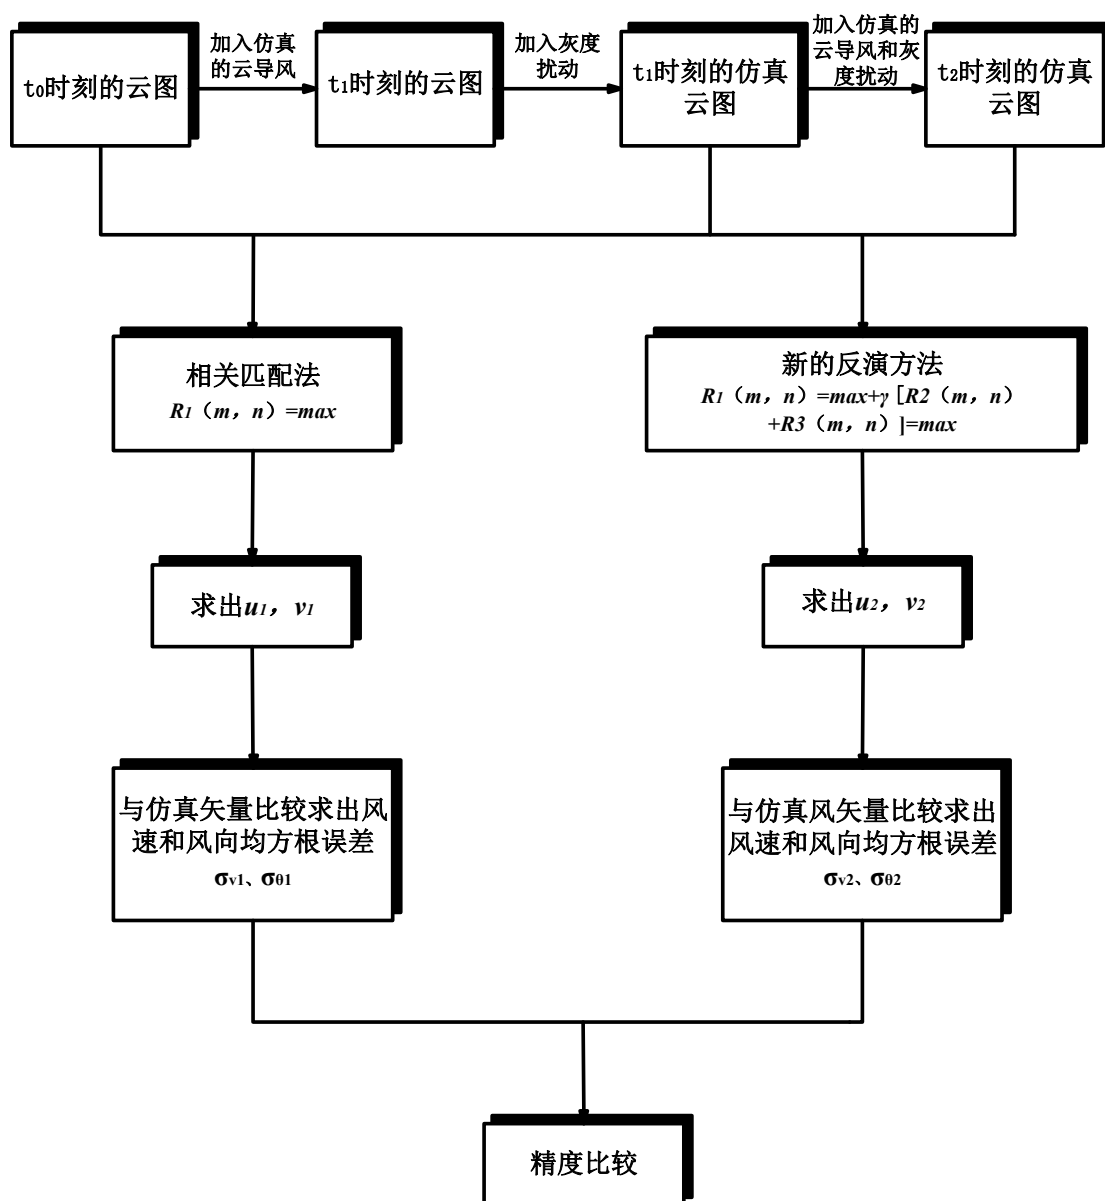 t₀时刻的云图
加入仿真
的云导风
t₁时刻的云图
加入灰度
扰动
t₁时刻的仿真
云图
加入仿真的
云导风和灰
度扰动
t₂时刻的仿真
云图
相关匹配法
R₁（m，n）=max
新的反演方法
R₁（m，n）=max+γ［R2（m，n）
+R3（m，n）]=max
求出u₁，v₁
求出u₂，v₂
与仿真矢量比较求出风
速和风向均方根误差
σv1、σθ1
与仿真风矢量比较求出
风速和风向均方根误差
σv2、σθ2
精度比较